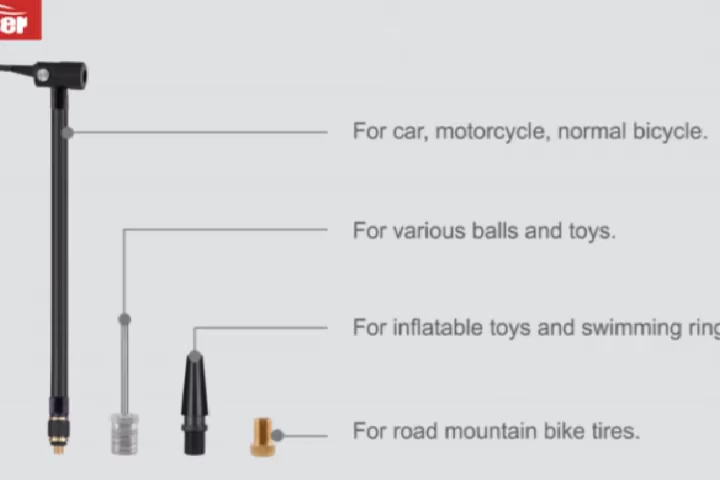 For car, motorcycle, normal bicycle.
For various balls and toys.
For inflatable toys and swimming ring
For road mountain bike tires.